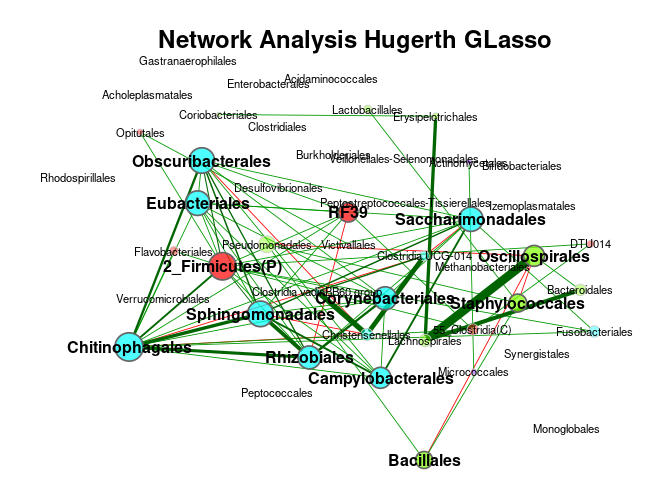 Network Analysis Hugerth GLasso
Gastranaerophilales
Acidaminococcales
Enterobacterales
Acholeplasmatales
Lactobacillales
Coriobacteriales
Erysipelotrichales
Clostridiales
Opitutales
Burkholderiales
Veillonellales-Selenomonadales
Actinomycetales
Bifidobacteriales
Obscuribacterales
Rhodospirillales
Desulfovibrionales
Eubacteriales
Peptostreptococcales-Tissierellales
Izemoplasmatales
RF39
Saccharimonadales
Pseudomonadales
Victivallales
DTU014
Flavobacteriales
Clostridia UCG-014
Oscillospirales
2_Firmicutes(P)
Methanobacteriales
Bacteroidales
Clostridia vadinBB60 group
Verrucomicrobiales
Corynebacteriales
Staphylococcales
Sphingomonadales
55_Clostridia(C)
Fusobacteriales
Christensenellales
Lachnospirales
Chitinophagales
Synergistales
Rhizobiales
Micrococcales
Campylobacterales
Peptococcales
Monoglobales
Bacillales